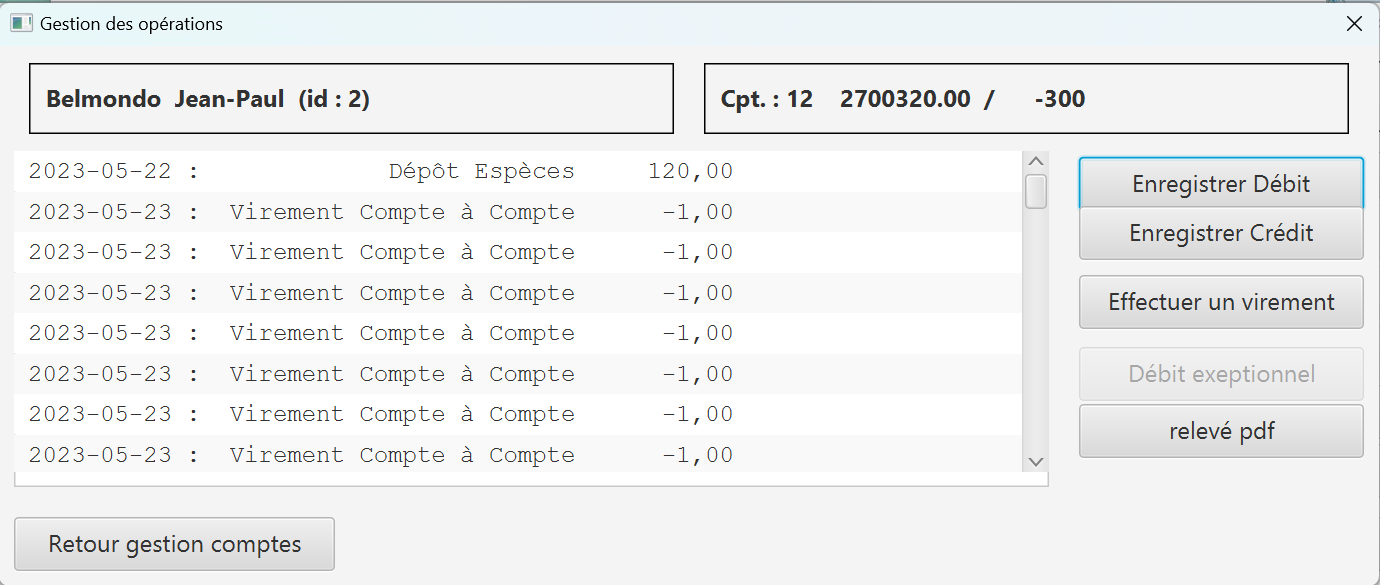 Gestion des opérations
Belmondo Jean-Paul (id : 2)
Cpt. : 12 2700320.00 / -300
2023-05-22 : Dépôt Espèces 120,00
2023-05-23 : Virement Compte à Compte -1,00
2023-05-23 : Virement Compte à Compte -1,00
2023-05-23 : Virement Compte à Compte -1,00
2023-05-23 : Virement Compte à Compte -1,00
2023-05-23 : Virement Compte à Compte -1,00
2023-05-23 : Virement Compte à Compte -1,00
2023-05-23 : Virement Compte à Compte -1,00
Enregistrer Débit
Enregistrer Crédit
Effectuer un virement
Débit exeptionnel
relevé pdf
Retour gestion comptes